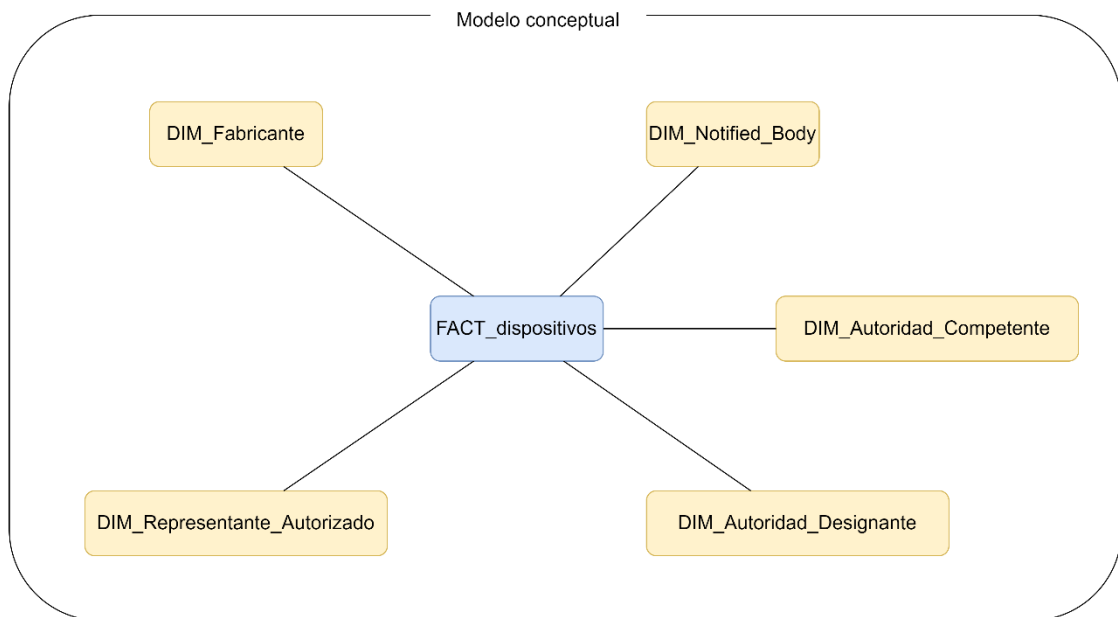 Modelo conceptual
DIM_Fabricante
DIM_Notified_Body
FACT_dispositivos
DIM_Autoridad_Competente
DIM_Representante_Autorizado
DIM_Autoridad_Designante